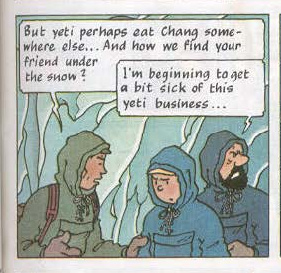 But yeti perhaps eat Chang some-
where else... And how we find your
friend under
the snow?
I'm beginning to get
a bit sick of this
yeti business...